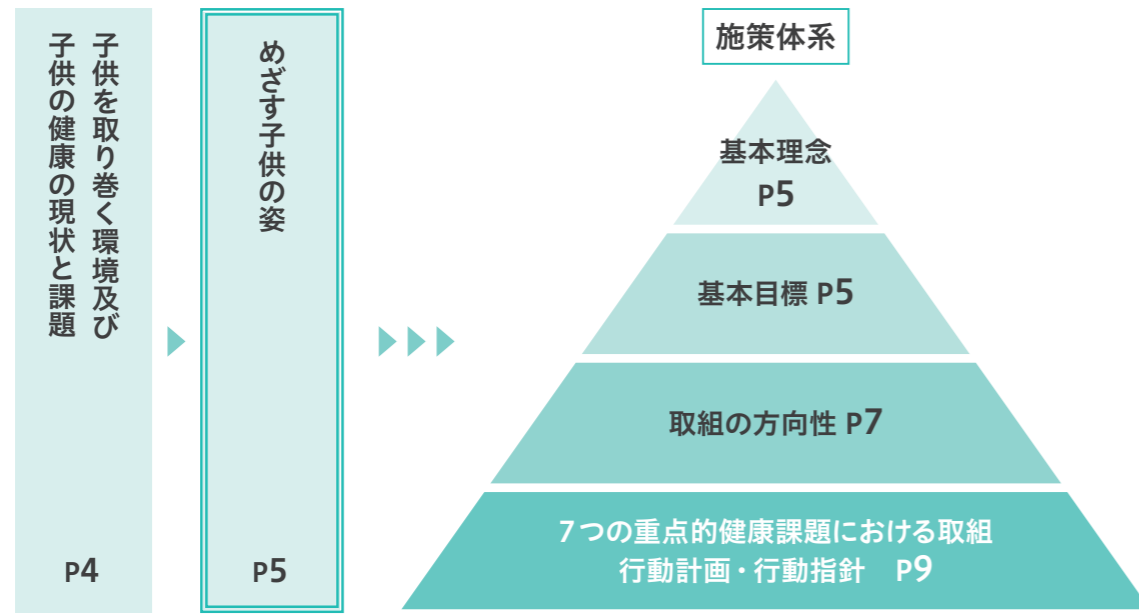 子供を取り巻く環境及び
子供の健康の現状と課題
P4
めざす子供の姿
P5
施策体系
基本理念
P5
基本目標 P5
取組の方向性 P7
7つの重点的健康課題における取組
行動計画・行動指針　P9